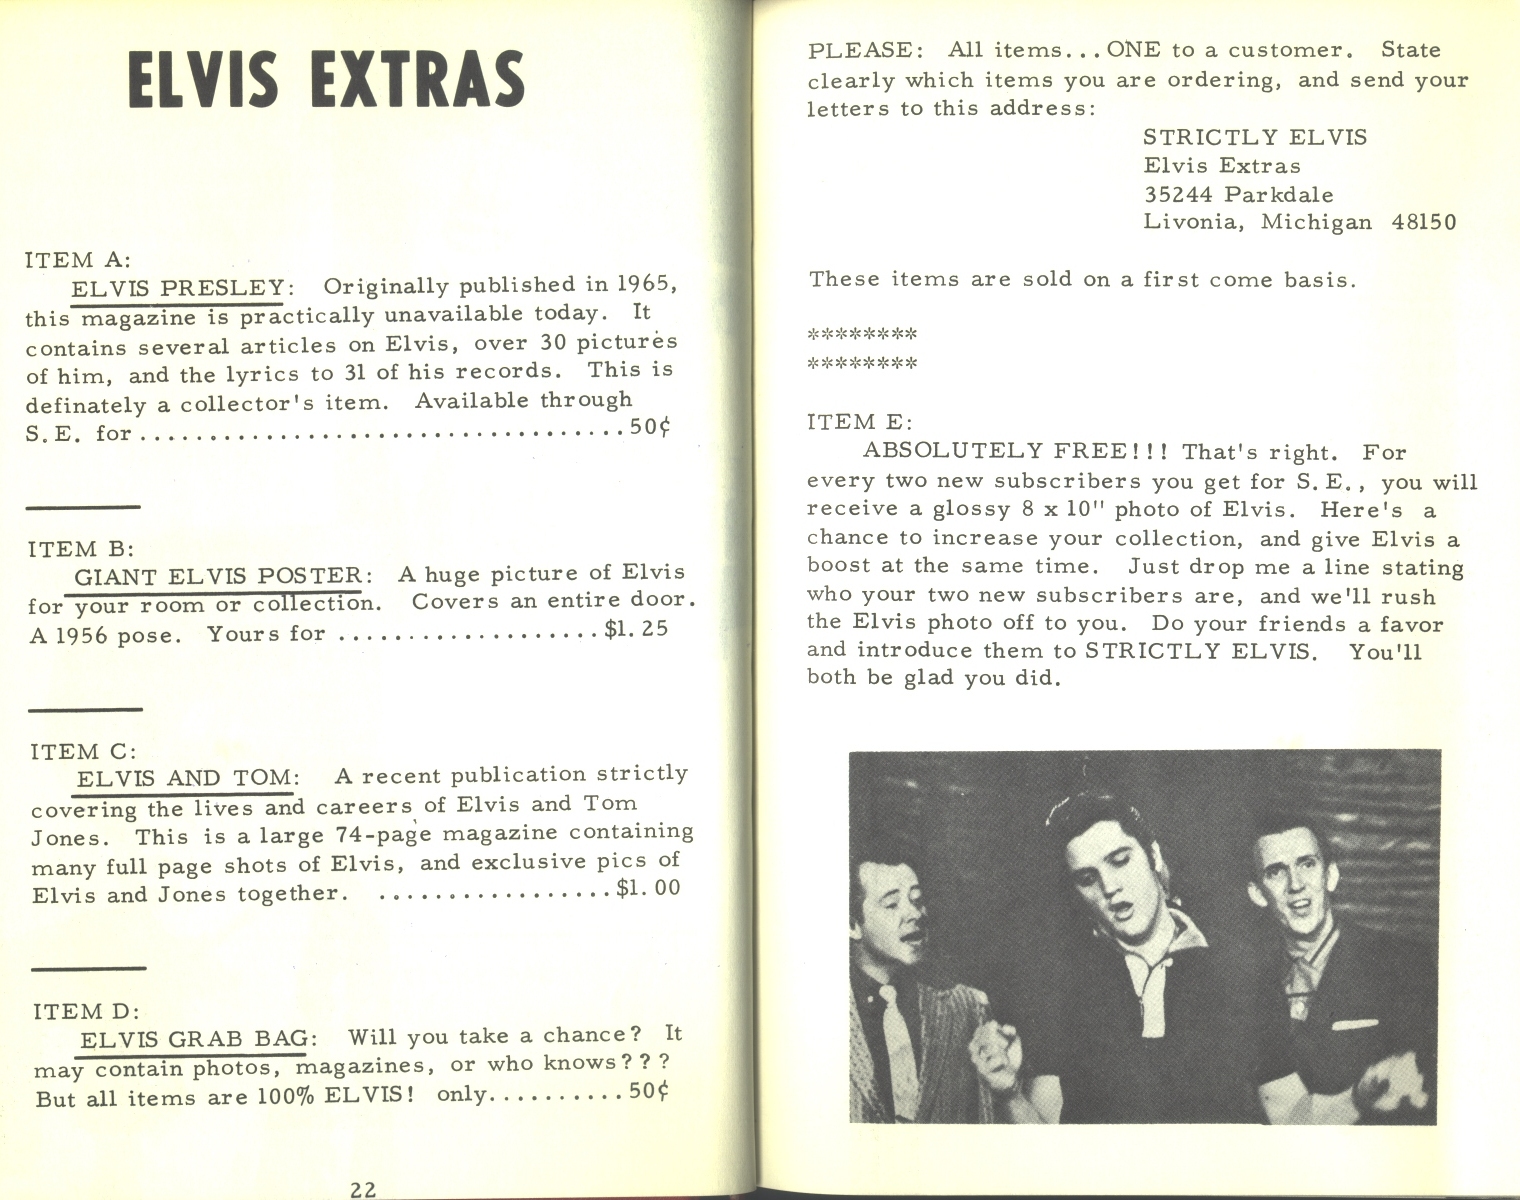 ELVIS EXTRAS
ITEM A:
ELVIS PRESLEY: Originally published in 1965,
this magazine is practically unavailable today. It
contains several articles on Elvis, over 30 pictures
of him, and the lyrics to 31 of his records. This is
definately a collector's item. Available through
S.E. for ..................................50¢
ITEM B:
GIANT ELVIS POSTER: A huge picture of Elvis
for your room or collection. Covers an entire door.
A 1956 pose. Yours for ...................$1.25
ITEM C:
ELVIS AND TOM: A recent publication strictly
covering the lives and careers of Elvis and Tom
Jones. This is a large 74-page magazine containing
many full page shots of Elvis, and exclusive pics of
Elvis and Jones together. .................$1.00
ITEM D:
ELVIS GRAB BAG: Will you take a chance? It
may contain photos, magazines, or who knows???
But all items are 100% ELVIS! only..........50¢
22
PLEASE: All items...ONE to a customer. State
clearly which items you are ordering, and send your
letters to this address:
STRICTLY ELVIS
Elvis Extras
35244 Parkdale
Livonia, Michigan 48150
These items are sold on a first come basis.
********
********
ITEM E:
ABSOLUTELY FREE!!! That's right. For
every two new subscribers you get for S.E., you will
receive a glossy 8 x 10" photo of Elvis. Here's a
chance to increase your collection, and give Elvis a
boost at the same time. Just drop me a line stating
who your two new subscribers are, and we'll rush
the Elvis photo off to you. Do your friends a favor
and introduce them to STRICTLY ELVIS. You'll
both be glad you did.